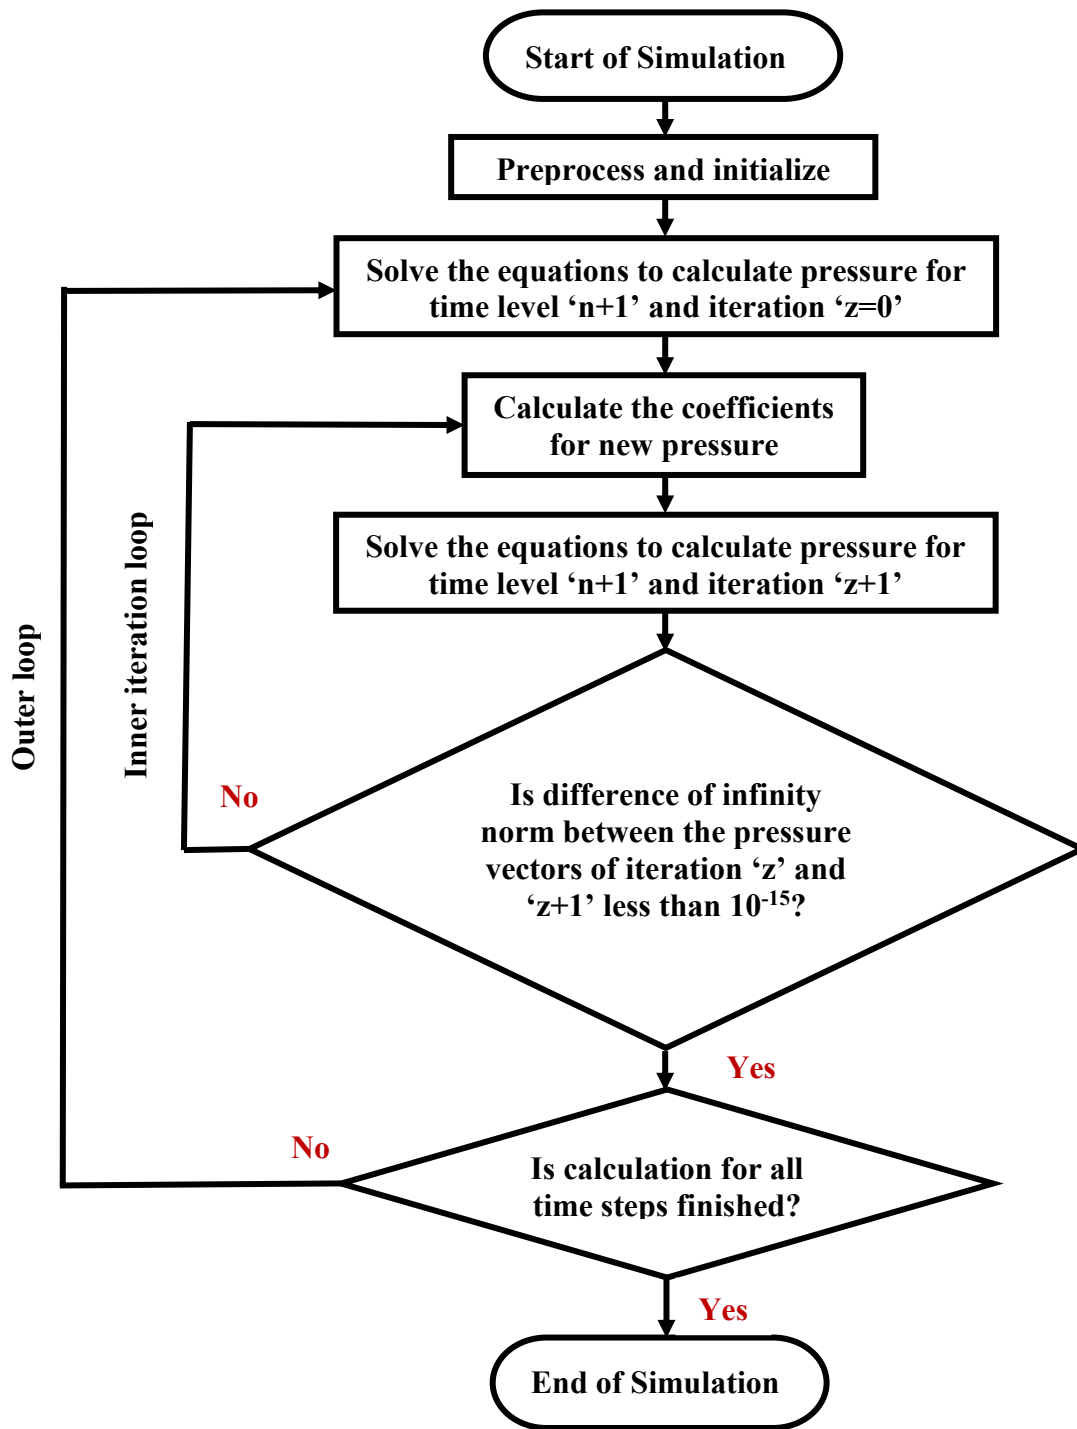 Start of Simulation
Preprocess and initialize
Solve the equations to calculate pressure for
time level ‘n+1’ and iteration ‘z=0’
Calculate the coefficients
for new pressure
Solve the equations to calculate pressure for
time level ‘n+1’ and iteration ‘z+1’
Outer loop
Inner iteration loop
No
Is difference of infinity
norm between the pressure
vectors of iteration ‘z’ and
‘z+1’ less than 10⁻¹⁵?
Yes
No
Is calculation for all
time steps finished?
Yes
End of Simulation